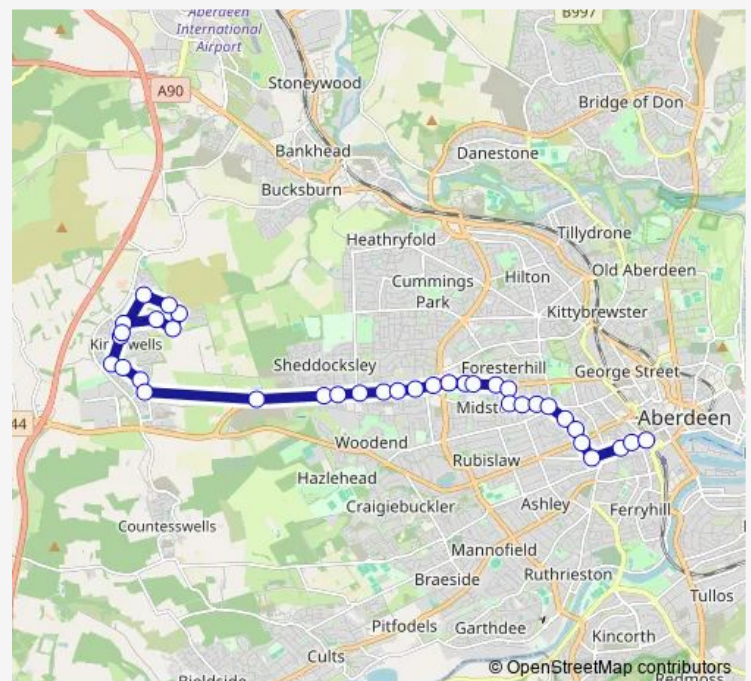 Aberdeen
International
Airport
B997
A90
Stoneywood
Bridge of Don
Bankhead
Danestone
Bucksburn
Heathryfold
Tillydrone
Cummings
Park
Hilton
Old Aberdeen
Kittybrewster
Sheddocksley
Foresterhill
George Street
44
Aberdeen
Woodend
Rubislaw
Hazlehead
Craigiebuckler
Ashley
Ferryhill
Countesswells
Mannofield
Braeside
Ruthrieston
Tullos
Pitfodels
Garthdee
Kincorth
Cults
© OpenStreetMap contributors